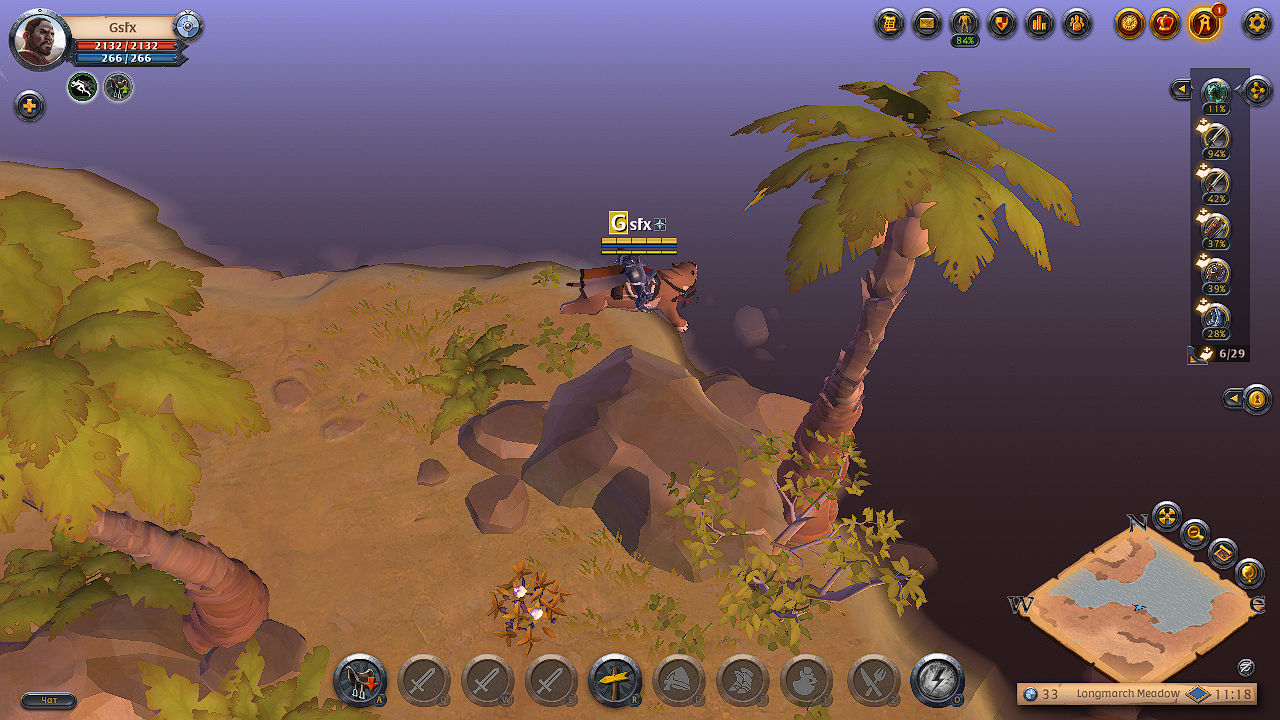 Gsfx
2132/2132
266/266
84%
1
11%
94%
42%
37%
39%
28%
6/29
Gsfx
N
W
E
A
Q
W
E
R
Чат
33 Longmarch Meadow 11:18